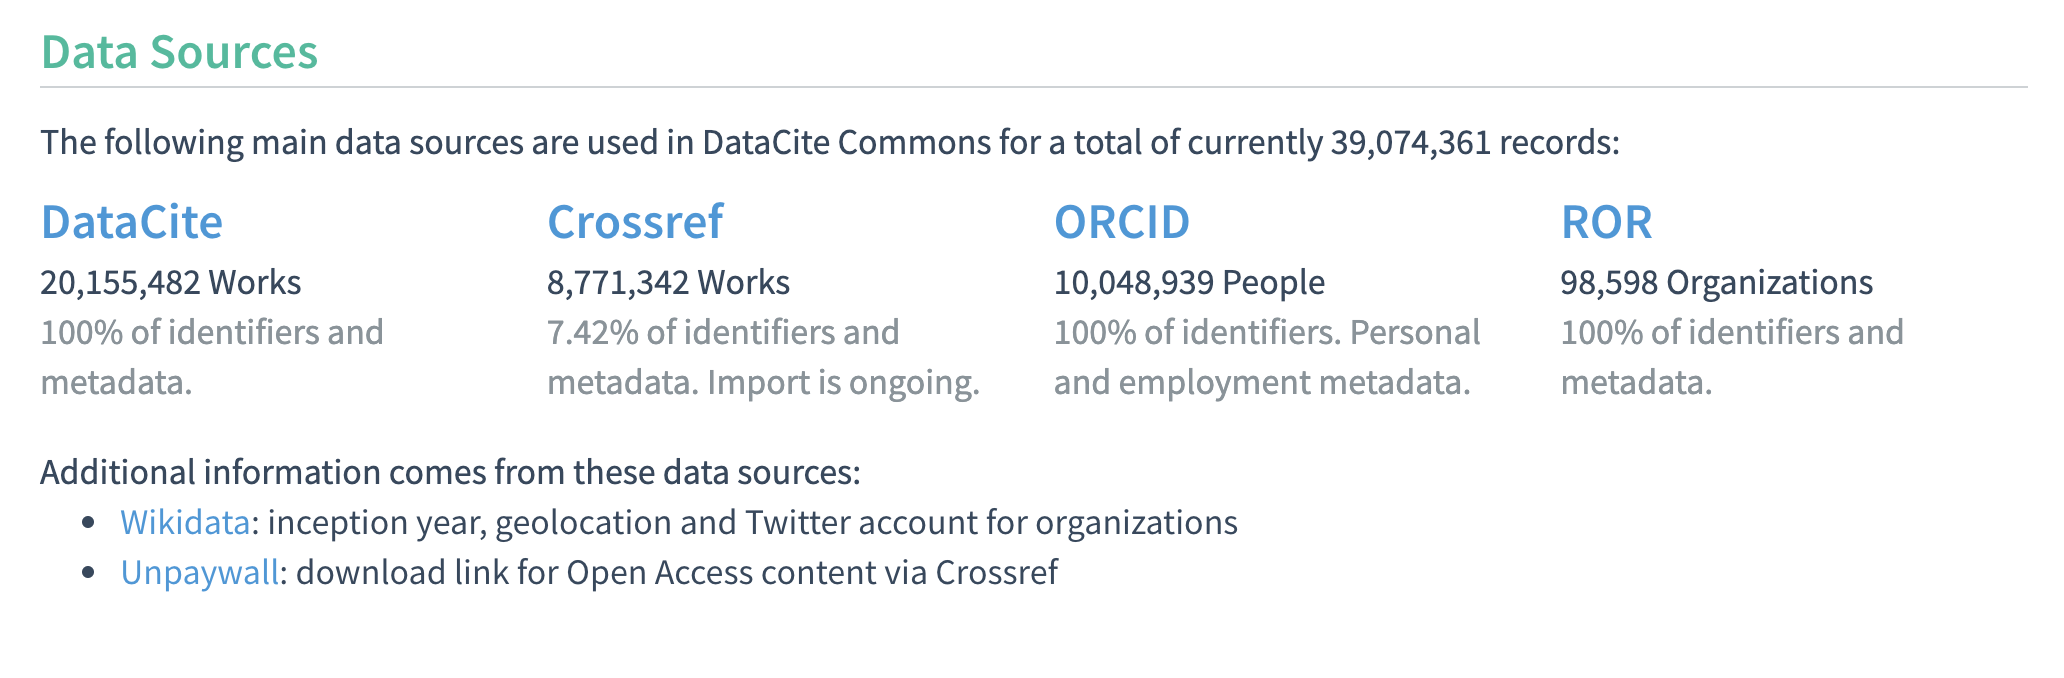 Data Sources
The following main data sources are used in DataCite Commons for a total of currently 39,074,361 records:
DataCite
20,155,482 Works
100% of identifiers and
metadata.
Crossref
8,771,342 Works
7.42% of identifiers and
metadata. Import is ongoing.
ORCID
10,048,939 People
100% of identifiers. Personal
and employment metadata.
ROR
98,598 Organizations
100% of identifiers and
metadata.
Additional information comes from these data sources:
• Wikidata: inception year, geolocation and Twitter account for organizations
• Unpaywall: download link for Open Access content via Crossref